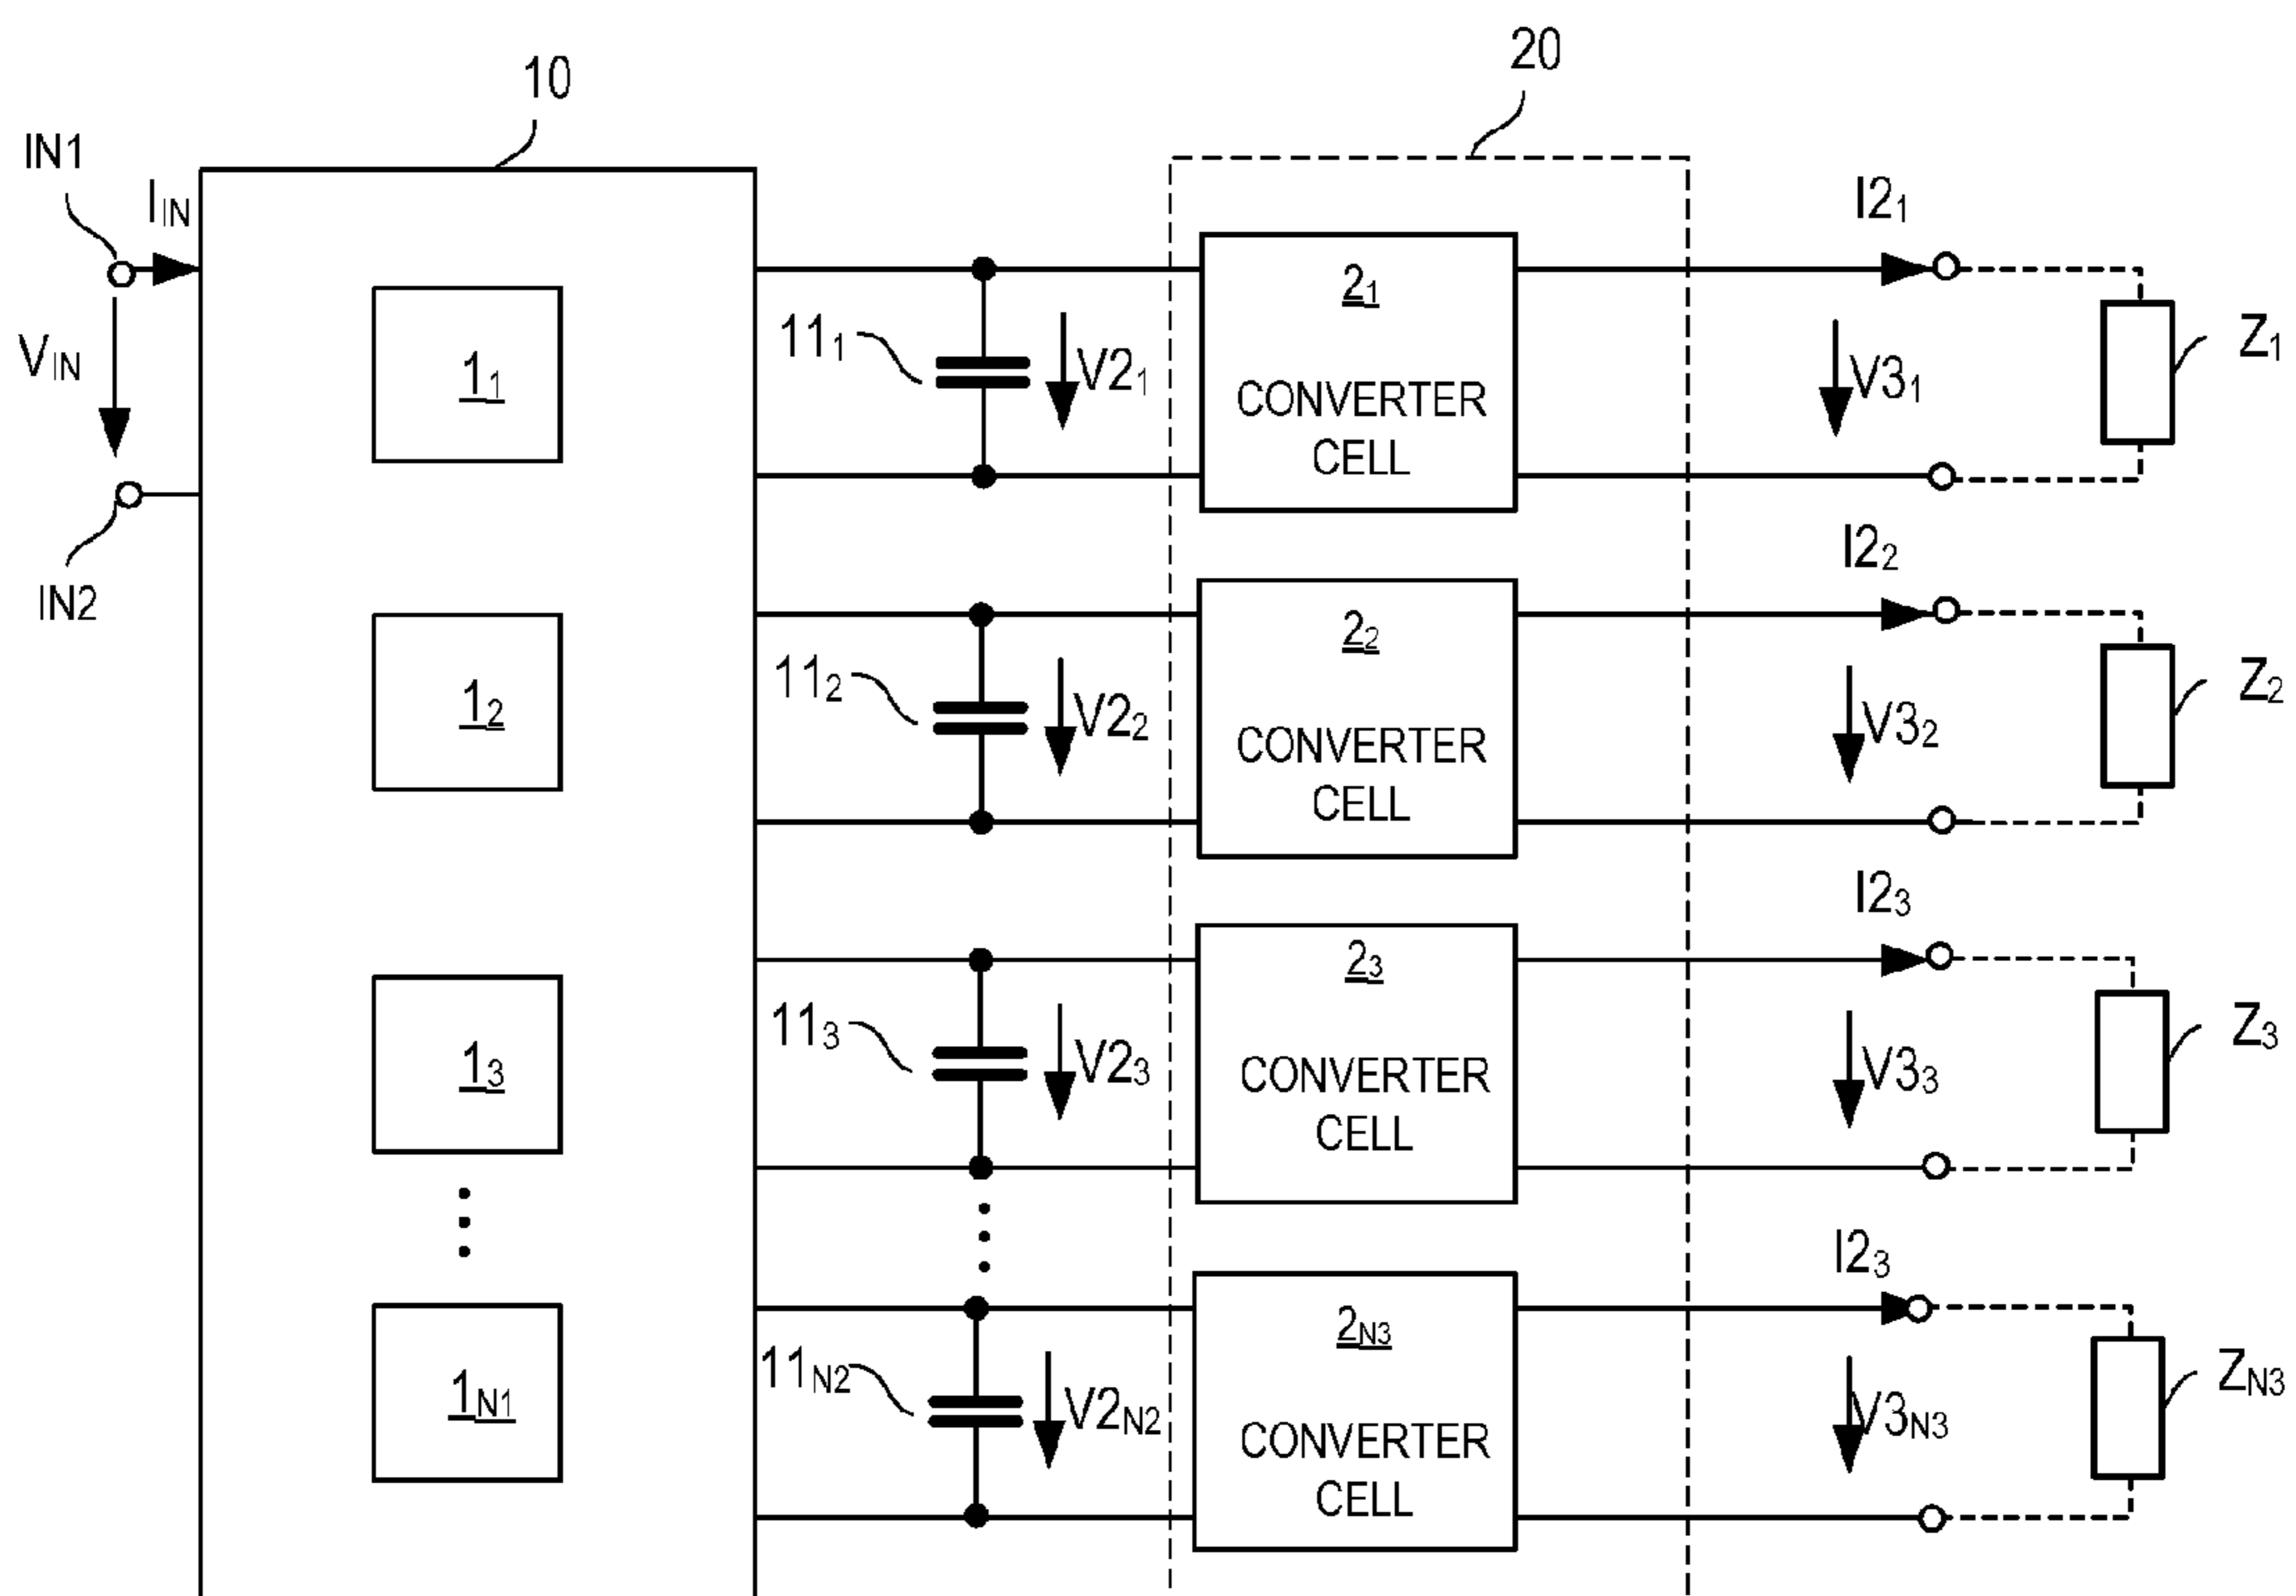 10
20
IN1
I_IN
V_IN
IN2
1_1
1_2
1_3
1_N1
11_1
V2_1
2_1
CONVERTER
CELL
I2_1
V3_1
Z_1
11_2
V2_2
2_2
CONVERTER
CELL
I2_2
V3_2
Z_2
11_3
V2_3
2_3
CONVERTER
CELL
I2_3
V3_3
Z_3
11_N2
V2_N2
2_N3
CONVERTER
CELL
I2_3
V3_N3
Z_N3